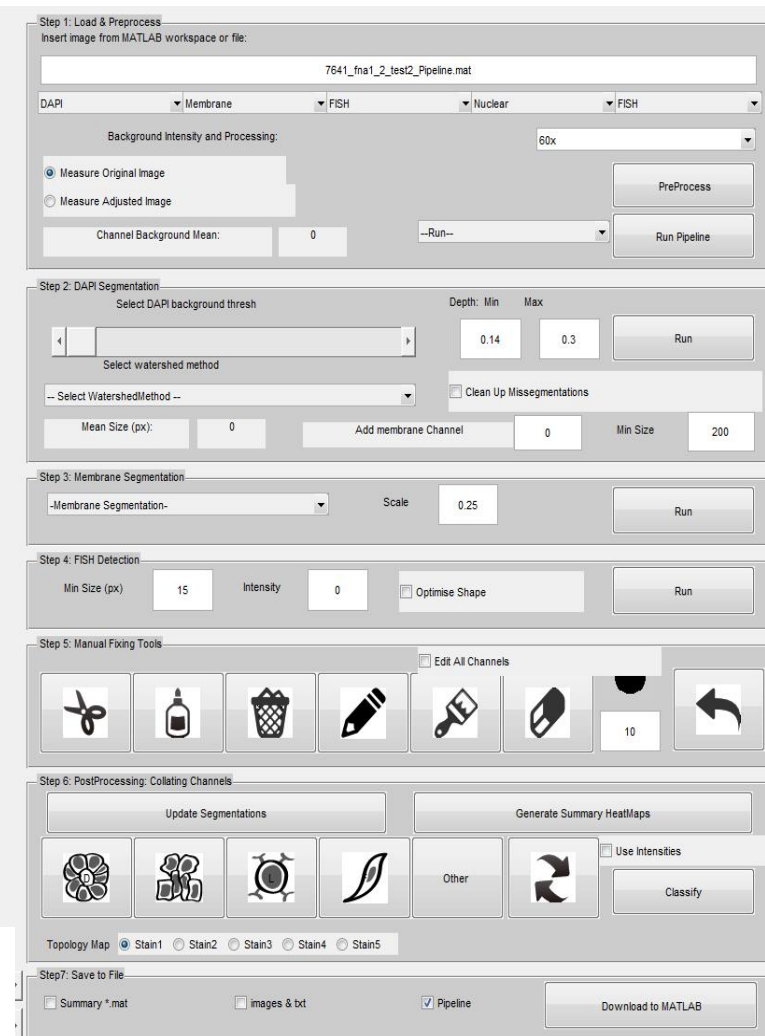 Step 1: Load & Preprocess
Insert image from MATLAB workspace or file:
7641_fna1_2_test2_Pipeline.mat
DAPI Membrane FISH Nuclear FISH
Background Intensity and Processing: 60x
Measure Original Image
PreProcess
Measure Adjusted Image
Channel Background Mean: 0 --Run-- Run Pipeline
Step 2: DAPI Segmentation
Select DAPI background thresh Depth: Min Max
0.14 0.3 Run
Select watershed method
-- Select WatershedMethod -- Clean Up Missegmentations
Mean Size (px): 0 Add membrane Channel 0 Min Size 200
Step 3: Membrane Segmentation
-Membrane Segmentation- Scale 0.25 Run
Step 4: FISH Detection
Min Size (px) 15 Intensity 0 Optimise Shape Run
Step 5: Manual Fixing Tools
Edit All Channels
10
Step 6: PostProcessing: Collating Channels
Update Segmentations Generate Summary HeatMaps
Use Intensities
D L Other Classify
Topology Map Stain1 Stain2 Stain3 Stain4 Stain5
Step7: Save to File
Summary *.mat images & txt Pipeline Download to MATLAB